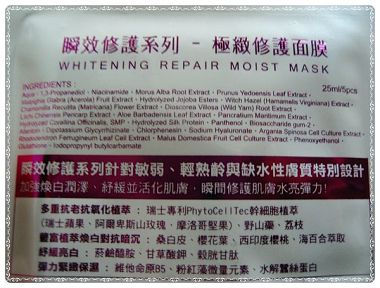 瞬效修護系列 - 極緻修護面膜
WHITENING REPAIR MOIST MASK
INGREDIENTS :
25ml/5pcs
Aqua , 1,3-Propanediol , Niacinamide , Morus Alba Root Extract , Prunus Yedoensis Leaf Extract ,
Malpighia Glabra (Acerola) Fruit Extract , Hydrolyzed Jojoba Esters , Witch Hazel (Hamamelis Virginiana) Extract ,
Chamomilla Recutita (Matricaria) Flower Extract , Dioscorea Villosa (Wild Yam) Root Extract ,
Litchi Chinensis Pericarp Extract , Aloe Barbadensis Leaf Extract , Pancratium Maritimum Extract ,
Hydrolyzed Corallina Officinalis, SMP , Hydrolyzed Silk Protein , Panthenol , Biosaccharide gum-2 ,
Allantoin , Dipotassium Glycyrrhizinate , Chlorphenesin , Sodium Hyaluronate , Argania Spinosa Cell Culture Extract ,
Rhododendron Ferrugineum Leaf Cell Extract , Malus Domestica Fruit Cell Culture Extract , Phenoxyethanol ,
Glutathione , Iodopropynyl butylcarbamate
瞬效修護系列針對敏弱、輕熟齡與缺水性膚質特別設計
加強煥白潤澤、紓緩並活化肌膚，瞬間修護肌膚水亮彈力!
多重抗老抗氧化植萃：瑞士專利PhytoCellTec幹細胞植萃
(瑞士蘋果、阿爾卑斯山玫瑰、摩洛哥堅果)、野山藥、荔枝
豐富植萃煥白對抗暗沉：桑白皮、櫻花葉、西印度櫻桃、海百合萃取
紓緩亮白：菸鹼醯胺、甘草酸鉀、穀胱甘肽
彈力緊緻保濕：維他命原B5、粉紅藻微量元素、水解蠶絲蛋白